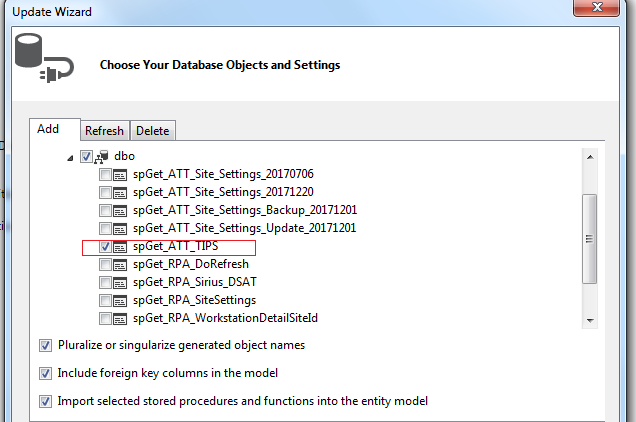 Update Wizard
Choose Your Database Objects and Settings
Add Refresh Delete
dbo
spGet_ATT_Site_Settings_20170706
spGet_ATT_Site_Settings_20171220
spGet_ATT_Site_Settings_Backup_20171201
spGet_ATT_Site_Settings_Update_20171201
spGet_ATT_TIPS
spGet_RPA_DoRefresh
spGet_RPA_Sirius_DSAT
spGet_RPA_SiteSettings
spGet_RPA_WorkstationDetailSiteId
Pluralize or singularize generated object names
Include foreign key columns in the model
Import selected stored procedures and functions into the entity model